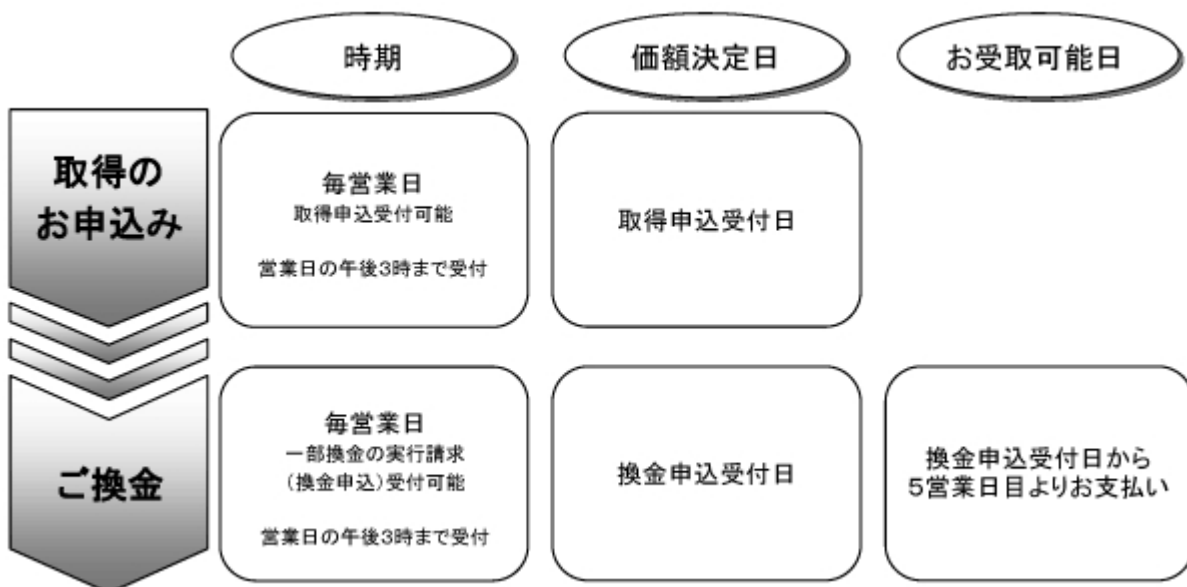 時期
価額決定日
お受取可能日
取得の
お申込み
毎営業日
取得申込受付可能
営業日の午後3時まで受付
取得申込受付日
ご換金
毎営業日
一部換金の実行請求
(換金申込)受付可能
営業日の午後3時まで受付
換金申込受付日
換金申込受付日から
5営業日目よりお支払い